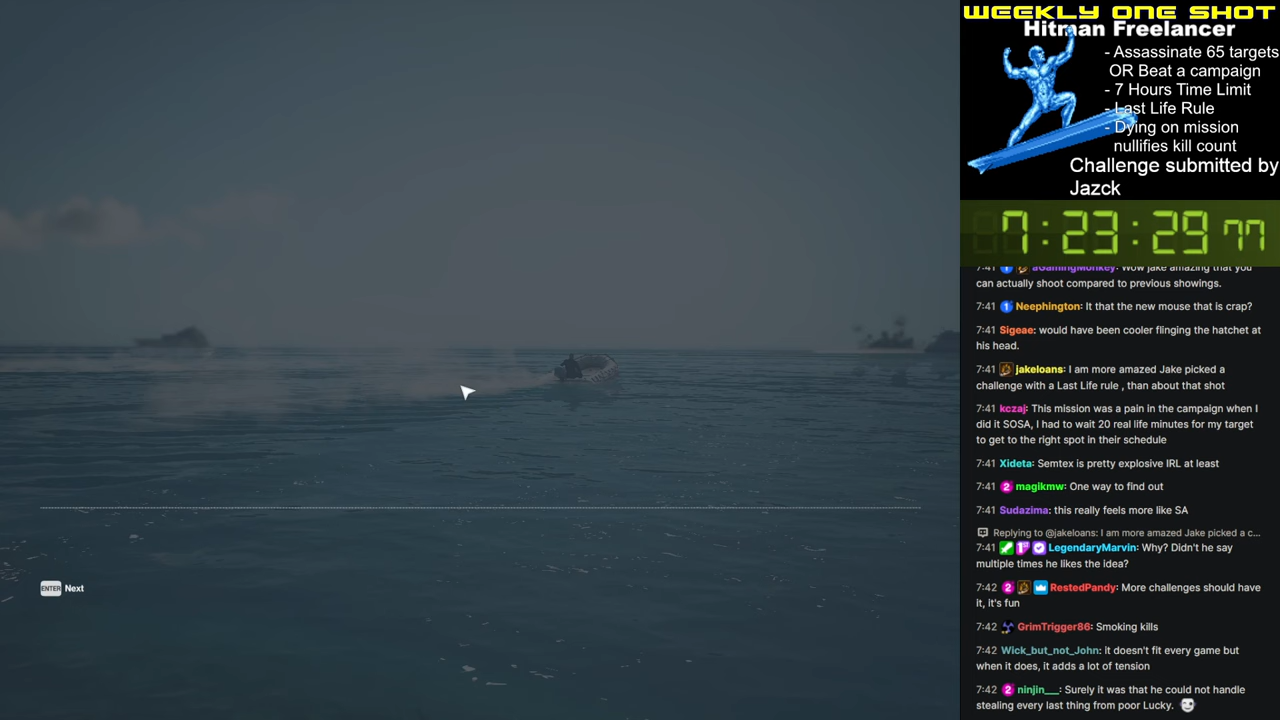 WEEKLY ONE SHOT
Hitman Freelancer
- Assassinate 65 targets
OR Beat a campaign
- 7 Hours Time Limit
- Last Life Rule
- Dying on mission
nullifies kill count
Challenge submitted by
Jazck
7:23:29 77
7:41 aGamingMonkey: Wow jake amazing that you
can actually shoot compared to previous showings.
7:41 Neephington: It that the new mouse that is crap?
7:41 Sigeae: would have been cooler flinging the hatchet at
his head.
7:41 jakeloans: I am more amazed Jake picked a
challenge with a Last Life rule , than about that shot
7:41 kczaj: This mission was a pain in the campaign when I
did it SOSA, I had to wait 20 real life minutes for my target
to get to the right spot in their schedule
7:41 Xideta: Semtex is pretty explosive IRL at least
7:41 magikmw: One way to find out
7:41 Sudazima: this really feels more like SA
Replying to @jakeloans: I am more amazed Jake picked a c...
7:41 LegendaryMarvin: Why? Didn't he say
multiple times he likes the idea?
7:42 RestedPandy: More challenges should have
it, it's fun
7:42 GrimTrigger86: Smoking kills
7:42 Wick_but_not_John: it doesn't fit every game but
when it does, it adds a lot of tension
7:42 ninjin___: Surely it was that he could not handle
stealing every last thing from poor Lucky.
ENTER Next